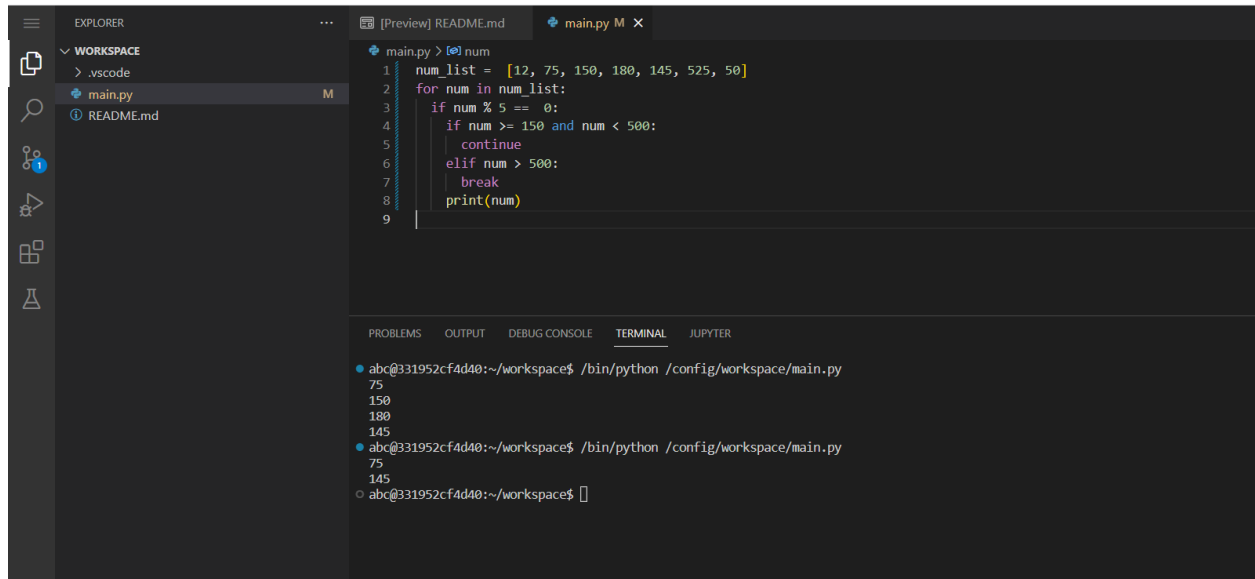 EXPLORER
···
[Preview] README.md
main.py M
WORKSPACE
.vscode
main.py M
README.md
main.py > num
1 num_list =  [12, 75, 150, 180, 145, 525, 50]
2 for num in num_list:
3   if num % 5 ==  0:
4     if num >= 150 and num < 500:
5       continue
6     elif num > 500:
7       break
8     print(num)
9
1
PROBLEMS OUTPUT DEBUG CONSOLE TERMINAL JUPYTER
abc@331952cf4d40:~/workspace$ /bin/python /config/workspace/main.py
75
150
180
145
abc@331952cf4d40:~/workspace$ /bin/python /config/workspace/main.py
75
145
abc@331952cf4d40:~/workspace$